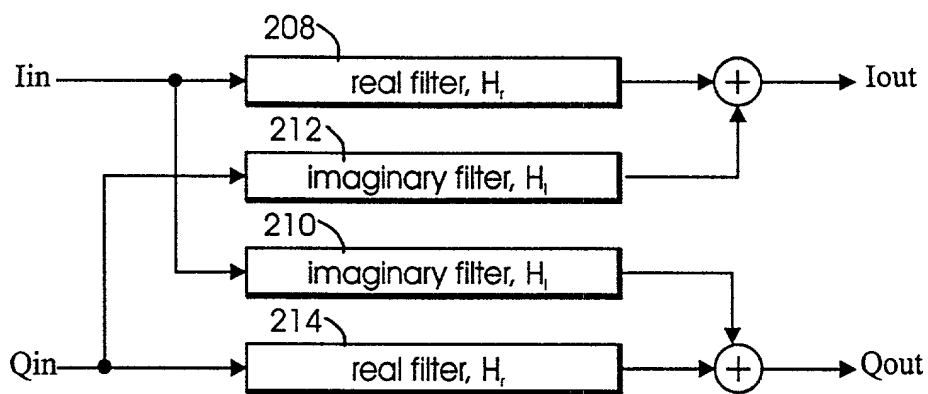 208
Iin
real filter, Hr
+
Iout
212
imaginary filter, HI
210
imaginary filter, HI
214
Qin
real filter, Hr
+
Qout